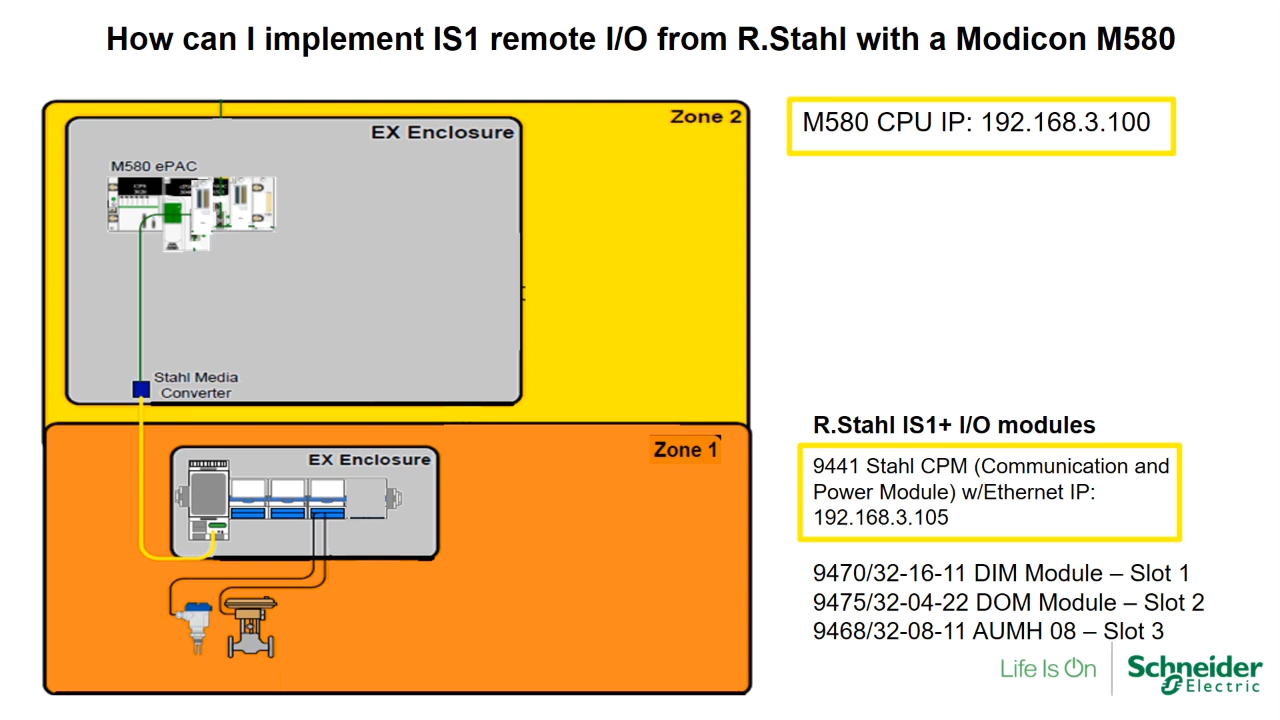 How can I implement IS1 remote I/O from R.Stahl with a Modicon M580
Zone 2
EX Enclosure
M580 CPU IP: 192.168.3.100
M580 ePAC
Stahl Media
Converter
R.Stahl IS1+ I/O modules
Zone 1
EX Enclosure
9441 Stahl CPM (Communication and
Power Module) w/Ethernet IP:
192.168.3.105
9470/32-16-11 DIM Module – Slot 1
9475/32-04-22 DOM Module – Slot 2
9468/32-08-11 AUMH 08 – Slot 3
Life Is On
Schneider
Electric